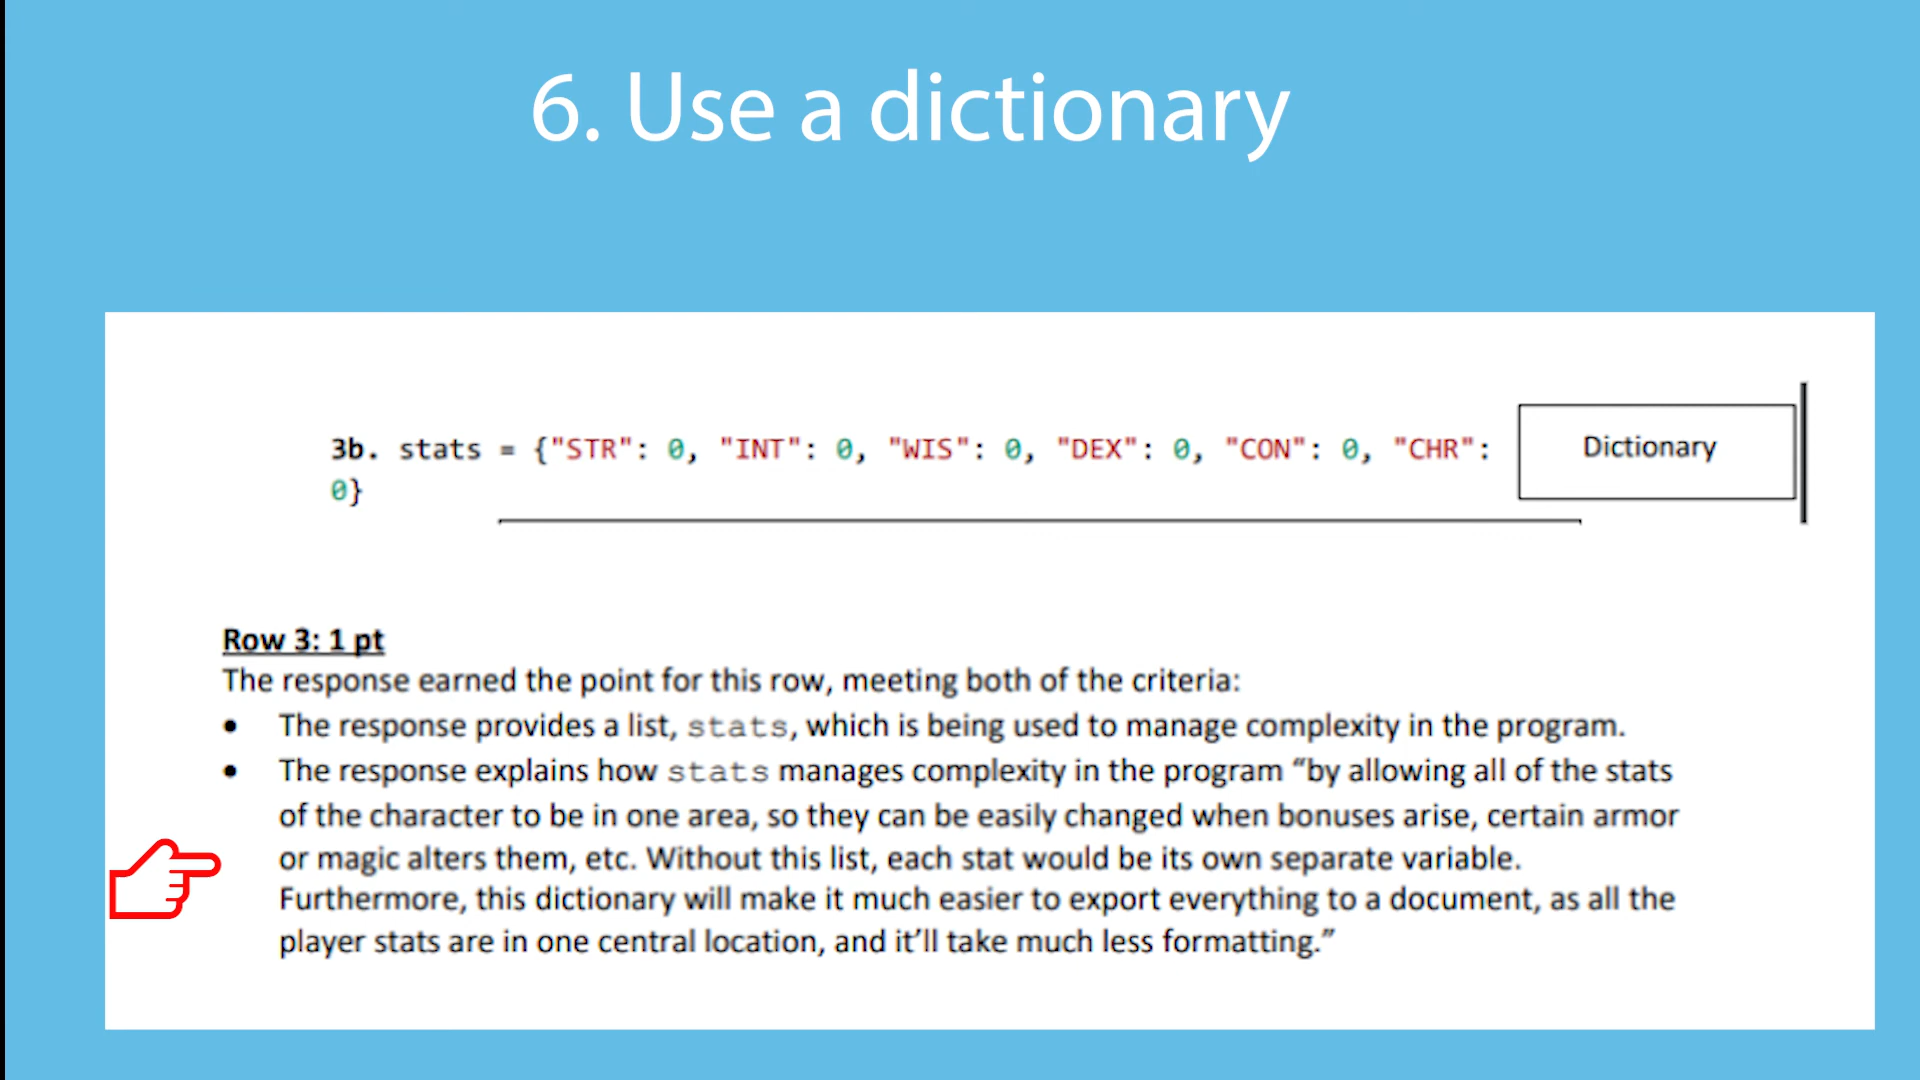 6. Use a dictionary
3b. stats = {"STR": 0, "INT": 0, "WIS": 0, "DEX": 0, "CON": 0, "CHR":
0}
Dictionary
Row 3: 1 pt
The response earned the point for this row, meeting both of the criteria:
• The response provides a list, stats, which is being used to manage complexity in the program.
• The response explains how stats manages complexity in the program “by allowing all of the stats
of the character to be in one area, so they can be easily changed when bonuses arise, certain armor
or magic alters them, etc. Without this list, each stat would be its own separate variable.
Furthermore, this dictionary will make it much easier to export everything to a document, as all the
player stats are in one central location, and it’ll take much less formatting.”